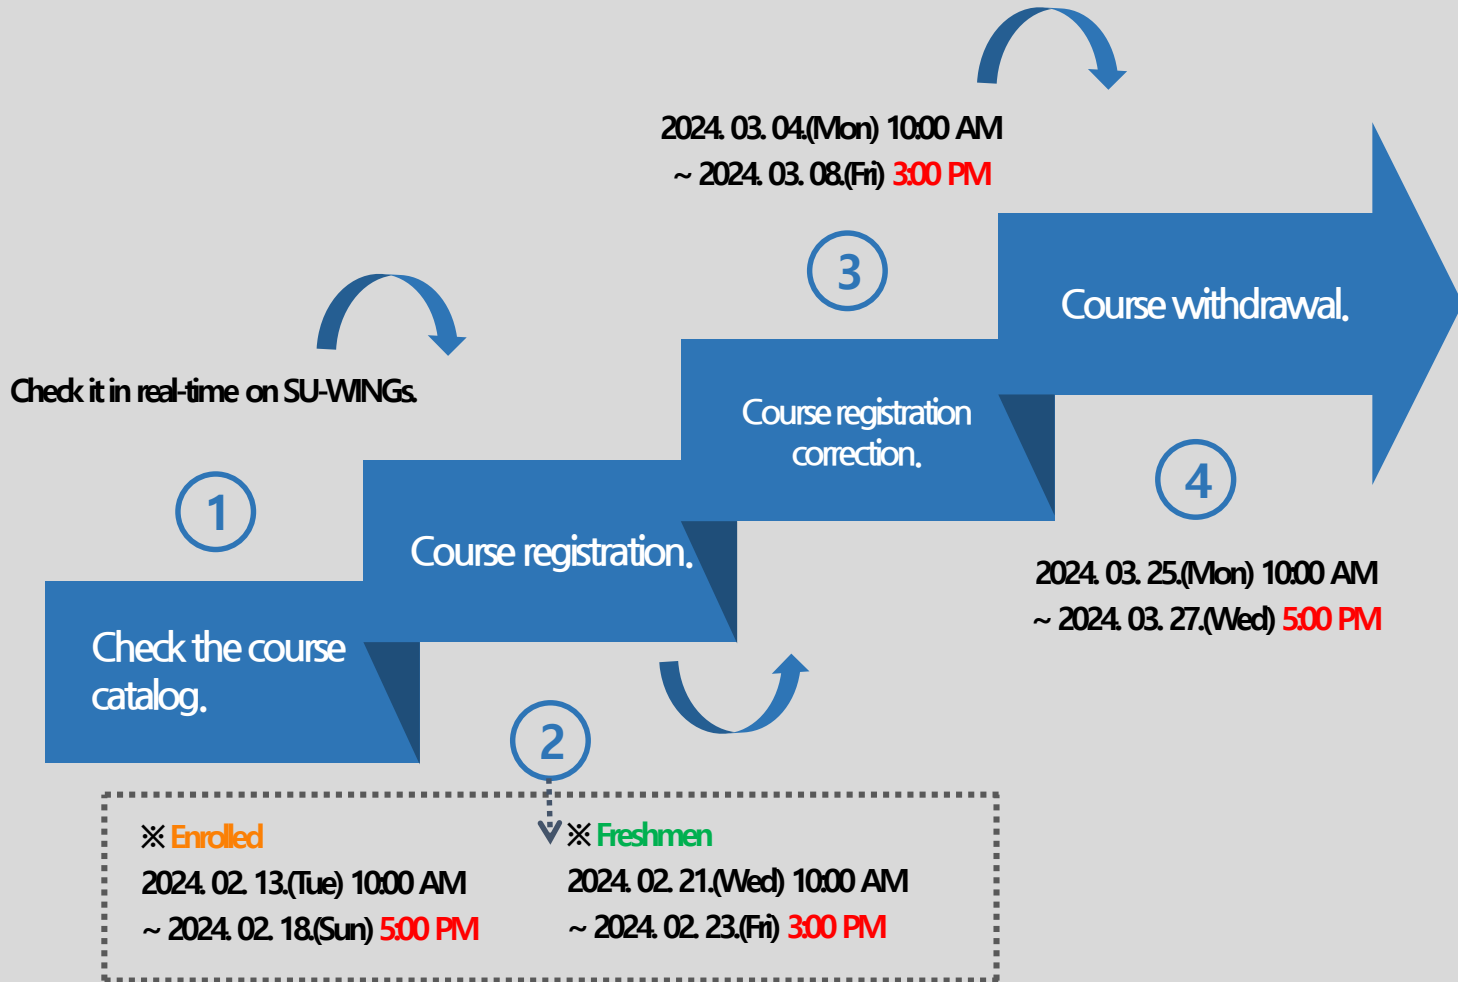 Check it in real-time on SU-WINGs.
1
Check the course
catalog.
Course registration.
2
※ Enrolled
2024. 02. 13.(Tue) 10:00 AM
~ 2024. 02. 18.(Sun) 5:00 PM
※ Freshmen
2024. 02. 21.(Wed) 10:00 AM
~ 2024. 02. 23.(Fri) 3:00 PM
2024. 03. 04.(Mon) 10:00 AM
~ 2024. 03. 08.(Fri) 3:00 PM
3
Course registration
correction.
Course withdrawal.
4
2024. 03. 25.(Mon) 10:00 AM
~ 2024. 03. 27.(Wed) 5:00 PM